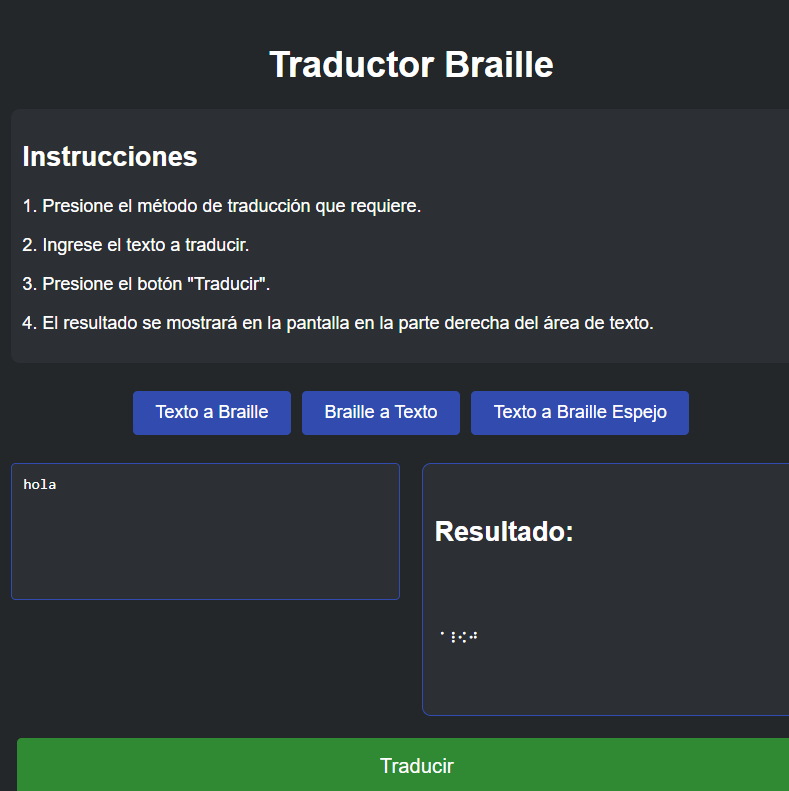 Traductor Braille
Instrucciones
1. Presione el método de traducción que requiere.
2. Ingrese el texto a traducir.
3. Presione el botón "Traducir".
4. El resultado se mostrará en la pantalla en la parte derecha del área de texto.
Texto a Braille
Braille a Texto
Texto a Braille Espejo
hola
Resultado:
⠈⠸⠪⠚
Traducir